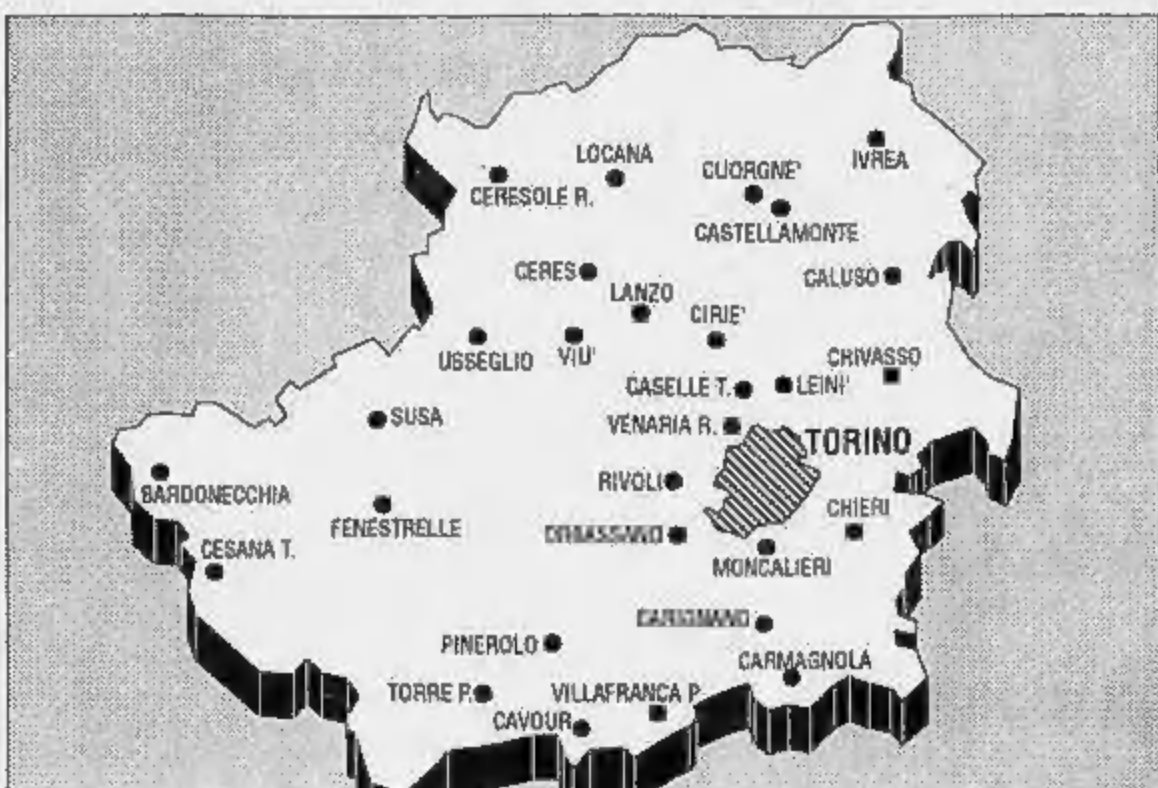 LOCANA
CUORGNE'
IVREA
CERESOLE R.
CASTELLAMONTE
CERES
CALUSO
LANZO
CIRIE'
USSEGLIO
VIU'
CHIVASSO
CASELLE T.
LEINI'
SUSA
VENARIA R.
TORINO
BARDONECCHIA
RIVOLI
FENESTRELLE
CHIERI
ORBASSANO
CESANA T.
MONCALIERI
CARIGNANO
PINEROLO
CARMAGNOLA
TORRE P.
VILLAFRANCA P.
CAVOUR